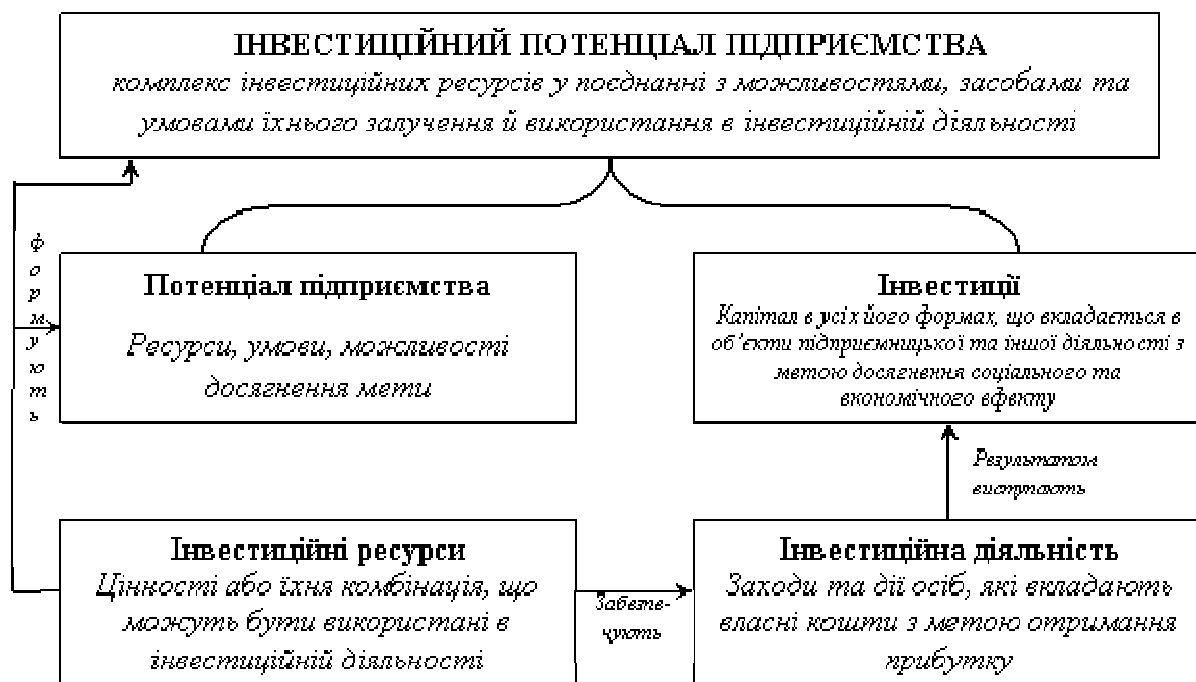 ІНВЕСТИЦІЙНИЙ ПОТЕНЦІАЛ ПІДПРИЄМСТВА
комплекс інвестиційних ресурсів у поєднанні з можливостями, засобами та
умовами їхнього залучення й використання в інвестиційній діяльності
формують
Потенціал підприємства
Ресурси, умови, можливості
досягнення мети
Інвестиції
Капітал в усіх його формах, що вкладається в
об’єкти підприємницької та іншої діяльності з
метою досягнення соціального та
економічного ефекту
Результатом
виступають
Інвестиційні ресурси
Цінності або їхня комбінація, що
можуть бути використані в
інвестиційній діяльності
Забезпе-
чують
Інвестиційна діяльність
Заходи та дії осіб, які вкладають
власні кошти з метою отримання
прибутку